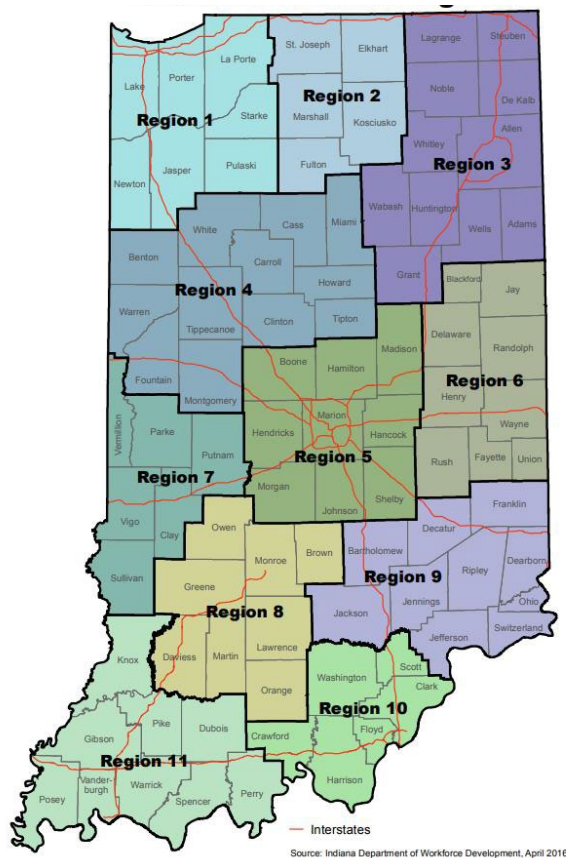 St. Joseph
Elkhart
Lagrange
Steuben
La Porte
Porter
Lake
Noble
De Kalb
Region 2
Starke
Region 1
Marshall
Kosciusko
Allen
Whitley
Region 3
Fulton
Pulaski
Jasper
Newton
Wabash
Huntington
Miami
Cass
White
Wells
Adams
Benton
Carroll
Grant
Howard
Blackford
Jay
Region 4
Warren
Tippecanoe
Clinton
Tipton
Delaware
Madison
Randolph
Boone
Hamilton
Fountain
Region 6
Henry
Montgomery
Marion
Wayne
Vermillion
Parke
Hendricks
Hancock
Putnam
Region 5
Rush
Fayette
Union
Region 7
Morgan
Shelby
Franklin
Johnson
Vigo
Clay
Owen
Decatur
Monroe
Brown
Bartholomew
Dearborn
Sullivan
Greene
Region 9
Ripley
Jennings
Ohio
Region 8
Jackson
Switzerland
Jefferson
Lawrence
Knox
Daviess
Martin
Scott
Washington
Clark
Orange
Region 10
Pike
Dubois
Crawford
Floyd
Gibson
Region 11
Vander-
burgh
Warrick
Harrison
Perry
Spencer
Posey
Interstates
Source: Indiana Department of Workforce Development, April 2016